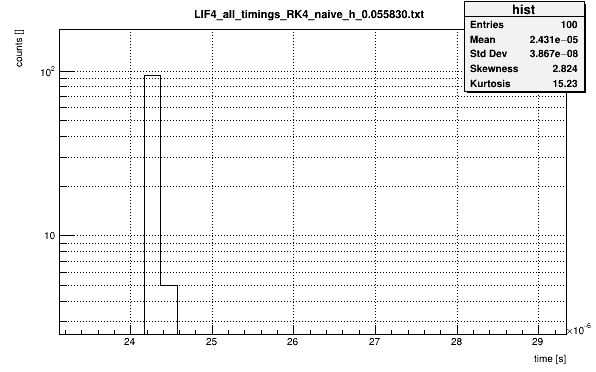 LIF4_all_timings_RK4_naive_h_0.055830.txt
hist
Entries 100
Mean 2.431e−05
Std Dev 3.867e−08
Skewness 2.824
Kurtosis 15.23
counts []
10²
10
24 25 26 27 28 29
×10⁻⁶
time [s]